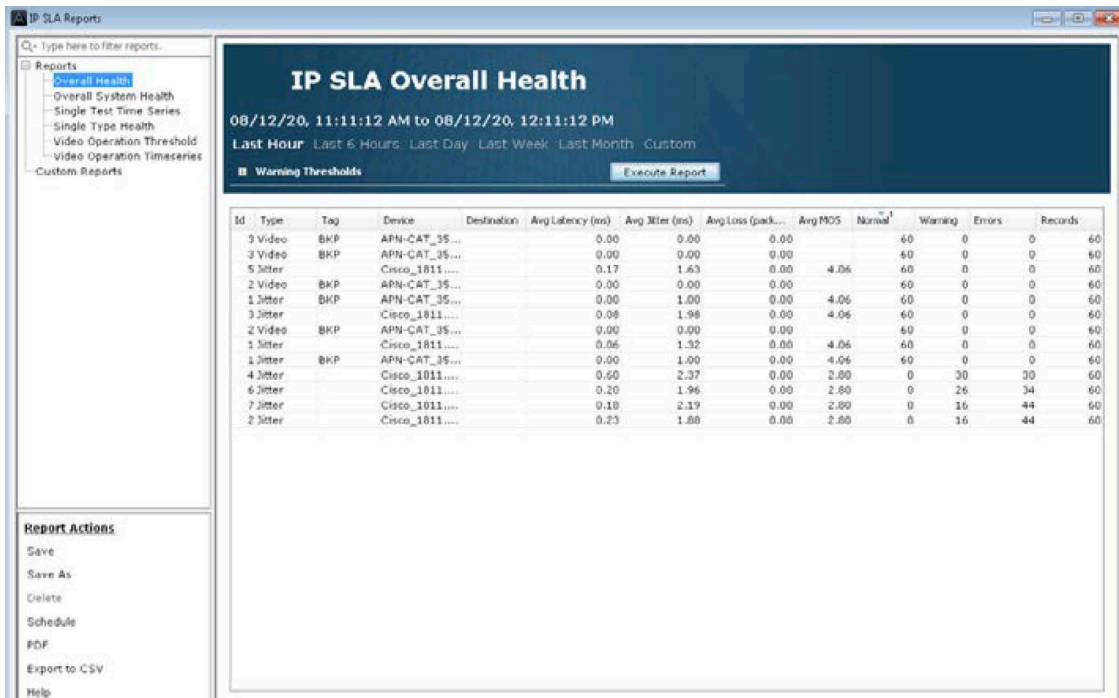 IP SLA Reports
Type here to filter reports.
Reports
Overall Health
Overall System Health
Single Test Time Series
Single Type Health
Video Operation Threshold
Video Operation Timeseries
Custom Reports
Report Actions
Save
Save As
Delete
Schedule
PDF
Export to CSV
Help
IP SLA Overall Health
08/12/20, 11:11:12 AM to 08/12/20, 12:11:12 PM
Last Hour Last 6 Hours Last Day Last Week Last Month Custom
Warning Thresholds Execute Report
Id Type Tag Device Destination Avg Latency (ms) Avg Jitter (ms) Avg Loss (pack... Avg MOS Normal 1 Warning Errors Records
3 Video BKP APN-CAT_35... 0.00 0.00 0.00 60 0 0 60
3 Video BKP APN-CAT_35... 0.00 0.00 0.00 60 0 0 60
5 Jitter Cisco_1811.... 0.17 1.63 0.00 4.06 60 0 0 60
2 Video BKP APN-CAT_35... 0.00 0.00 0.00 60 0 0 60
1 Jitter BKP APN-CAT_35... 0.00 1.00 0.00 4.06 60 0 0 60
3 Jitter Cisco_1811.... 0.08 1.98 0.00 4.06 60 0 0 60
2 Video BKP APN-CAT_35... 0.00 0.00 0.00 60 0 0 60
1 Jitter Cisco_1811.... 0.06 1.32 0.00 4.06 60 0 0 60
1 Jitter BKP APN-CAT_35... 0.00 1.00 0.00 4.06 60 0 0 60
4 Jitter Cisco_1811.... 0.60 2.37 0.00 2.80 0 30 30 60
6 Jitter Cisco_1811.... 0.20 1.96 0.00 2.80 0 26 34 60
7 Jitter Cisco_1811.... 2.19 0.00 2.80 0 16 44 60
2 Jitter Cisco_1811.... 0.23 1.88 0.00 2.80 0 16 44 60